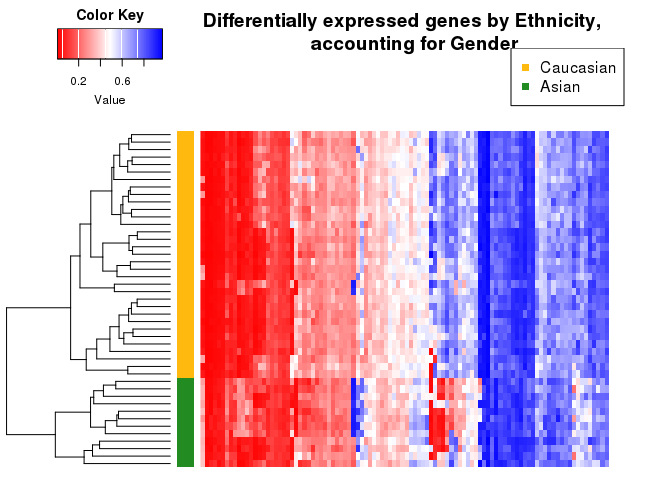 Color Key
0.2 0.6
Value
Differentially expressed genes by Ethnicity,
accounting for Gender
Caucasian
Asian